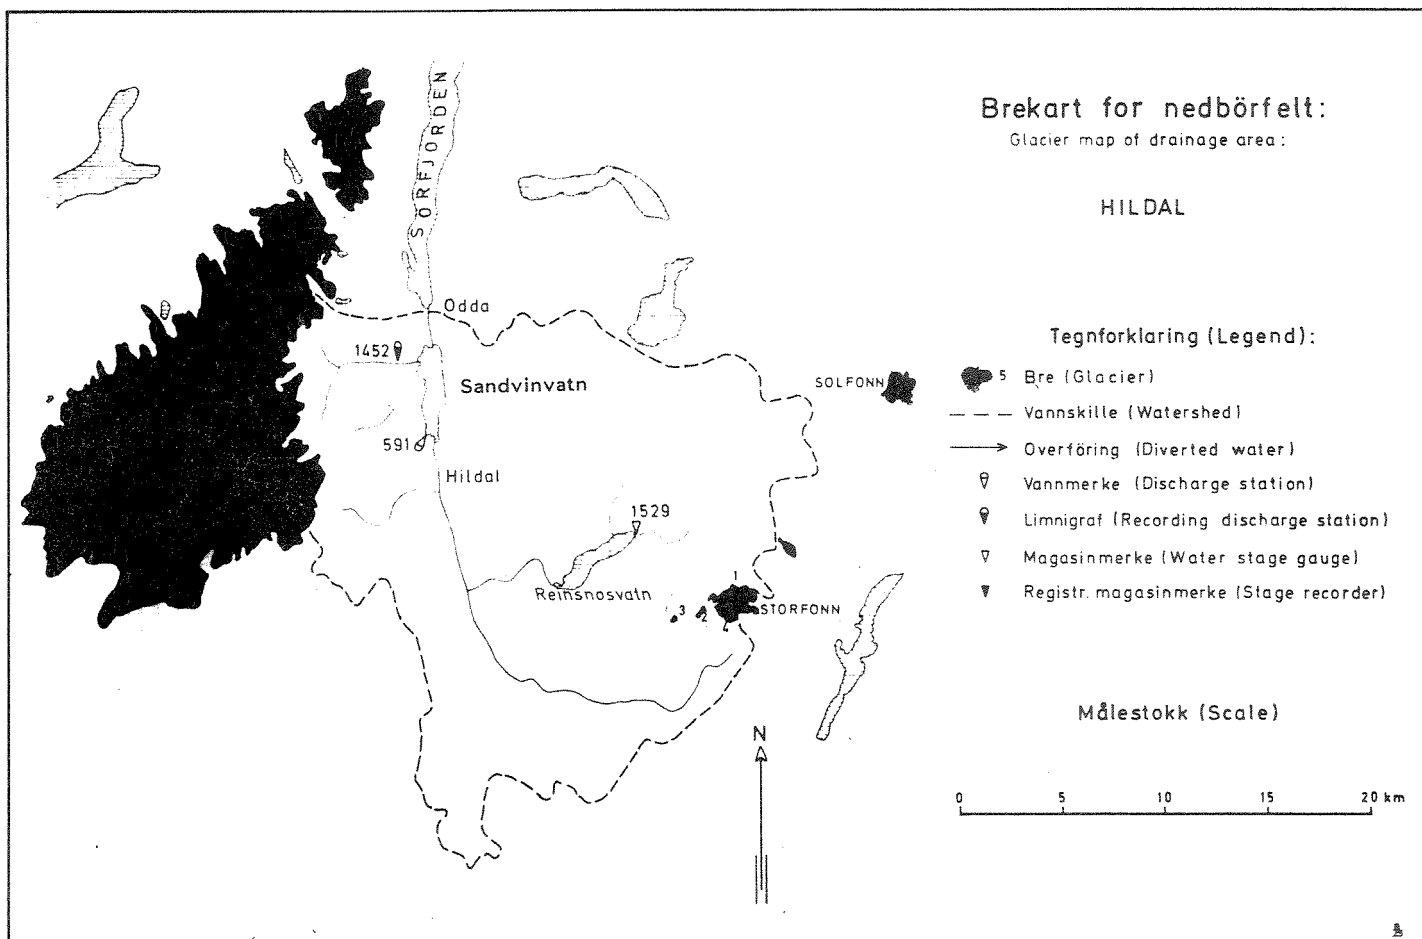 Brekart for nedbörfelt:
Glacier map of drainage area:
HILDAL
SÖRFJORDEN
Odda
1452
Sandvinvatn
SOLFONN
591
Hildal
1529
Reinsnosvatn
1
STORFONN
2
3
4
N
Tegnforklaring (Legend):
5 Bre (Glacier)
Vannskille (Watershed)
Overföring (Diverted water)
Vannmerke (Discharge station)
Limnigraf (Recording discharge station)
Magasinmerke (Water stage gauge)
Registr. magasinmerke (Stage recorder)
Målestokk (Scale)
0 5 10 15 20 km